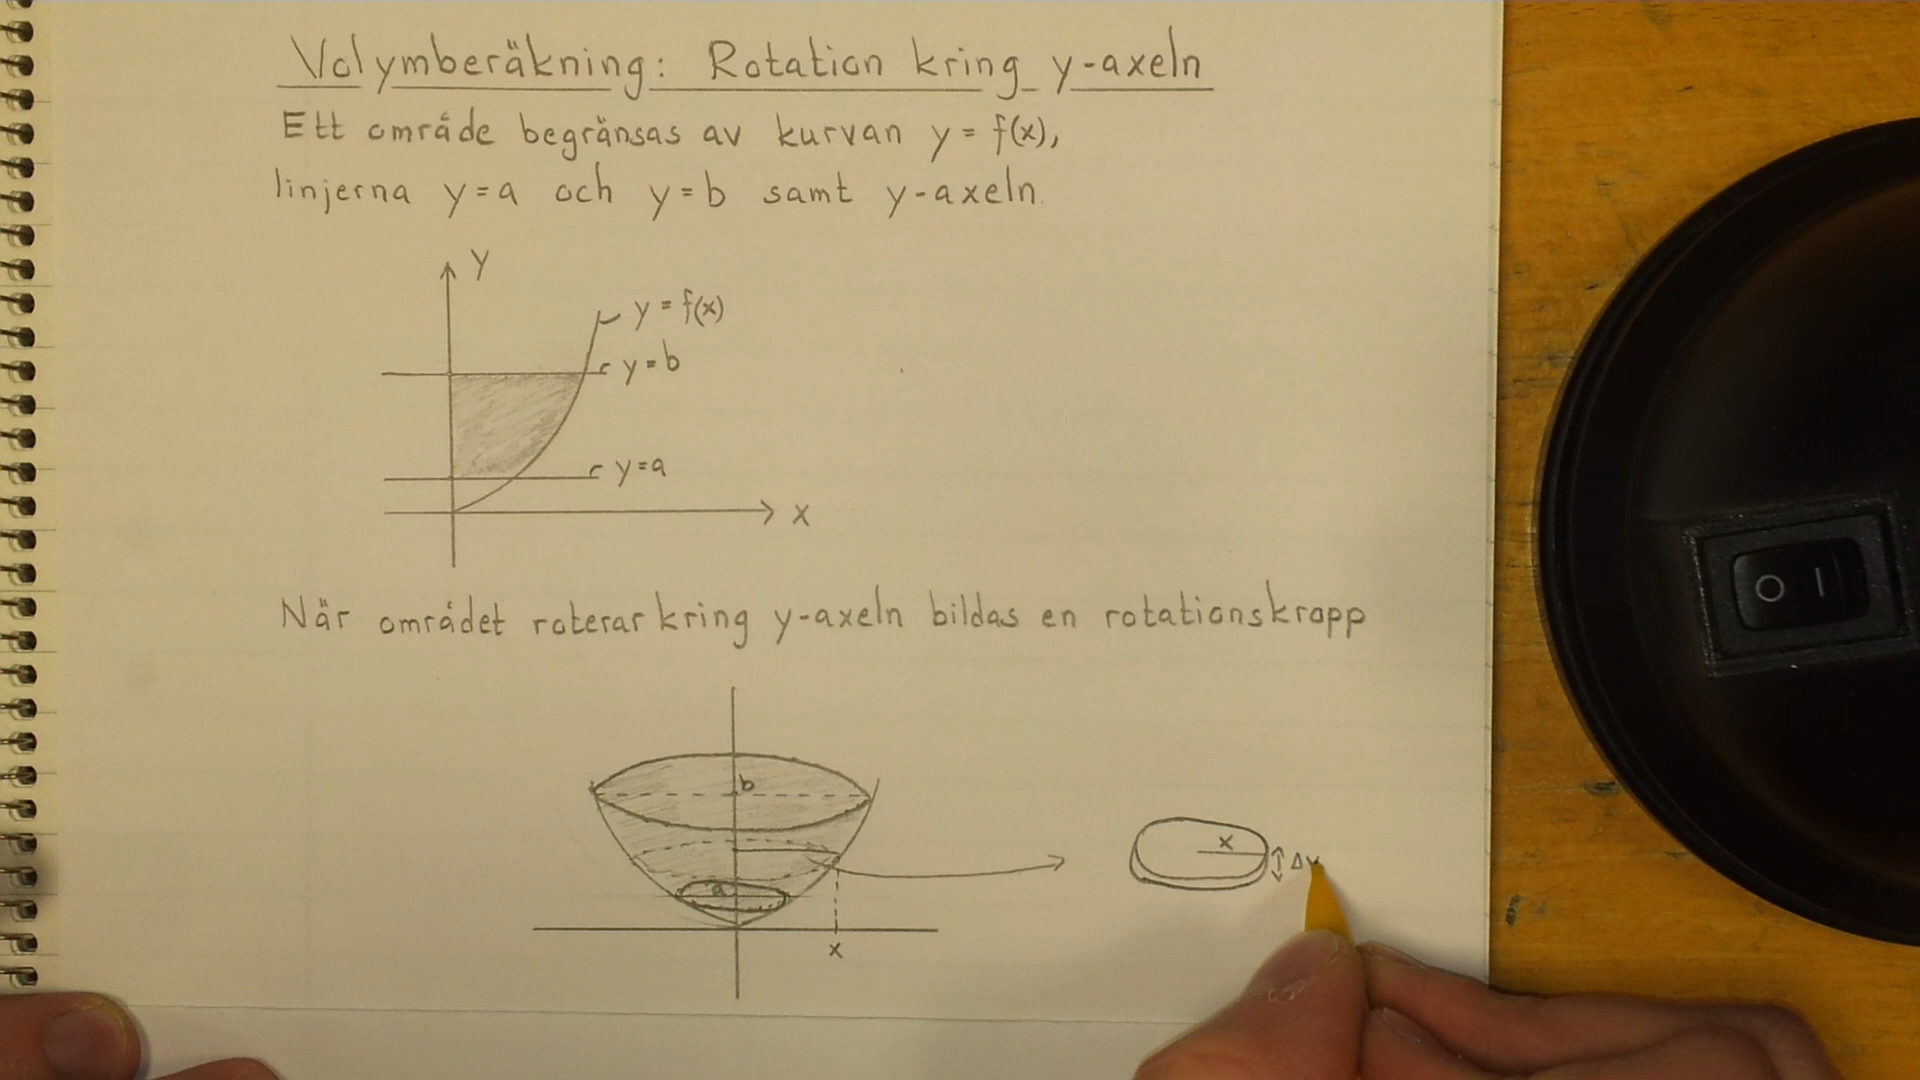 Volymberäkning: Rotation kring y-axeln
Ett område begränsas av kurvan y = f(x),
linjerna y=a och y=b samt y-axeln.
y
y = f(x)
y=b
y=a
x
När området roterar kring y-axeln bildas en rotationskropp
b
a
x
x
Δy
O I